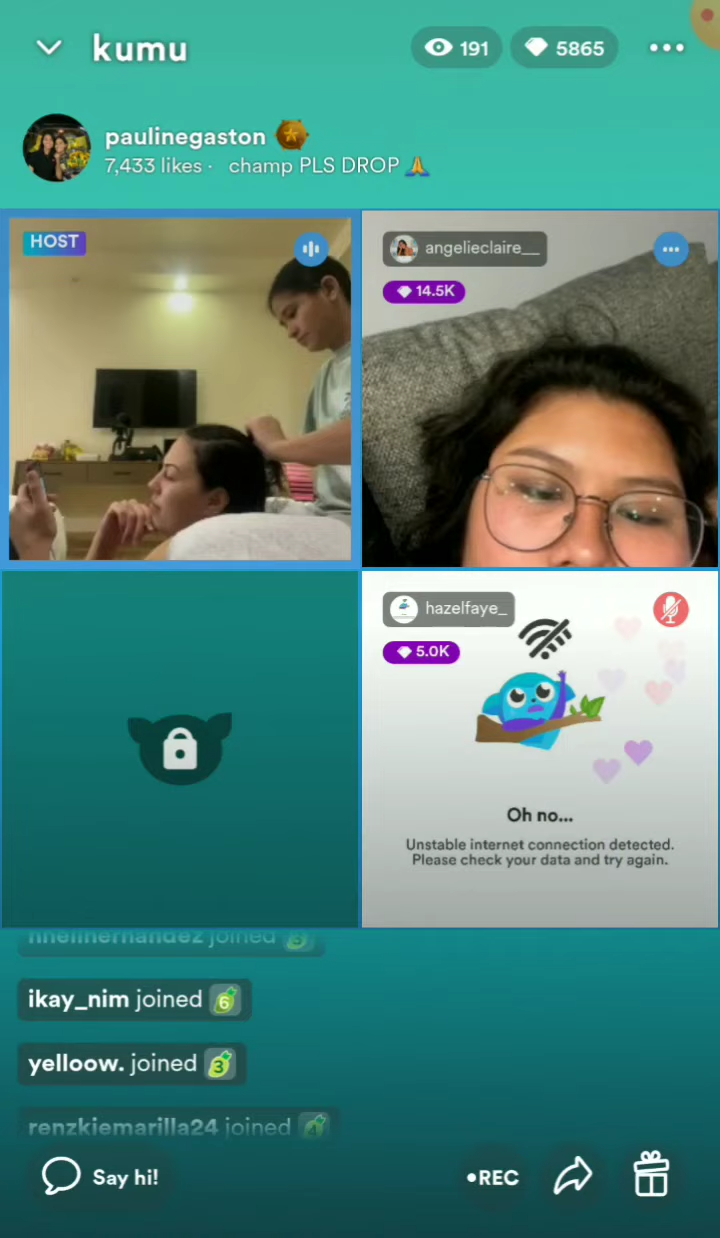 kumu
191
5865
paulinegaston
7,433 likes · champ PLS DROP 🙏
HOST
angelieclaire__
14.5K
hazelfaye_
5.0K
Oh no...
Unstable internet connection detected.
Please check your data and try again.
joined
ikay_nim joined 6
yelloow. joined 3
renzkiemarilla24 joined
Say hi!
•REC